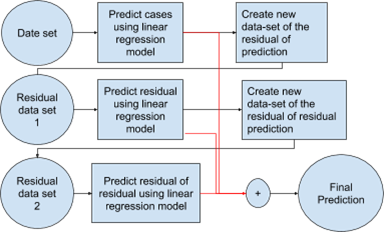 Date set
Predict cases
using linear
regression
model
Create new
data-set of the
residual of
prediction
Residual
data set
1
Predict residual
using linear
regression
model
Create new
data-set of the
residual of residual
prediction
Residual
data set
2
Predict residual of
residual using linear
regression model
+
Final
Prediction